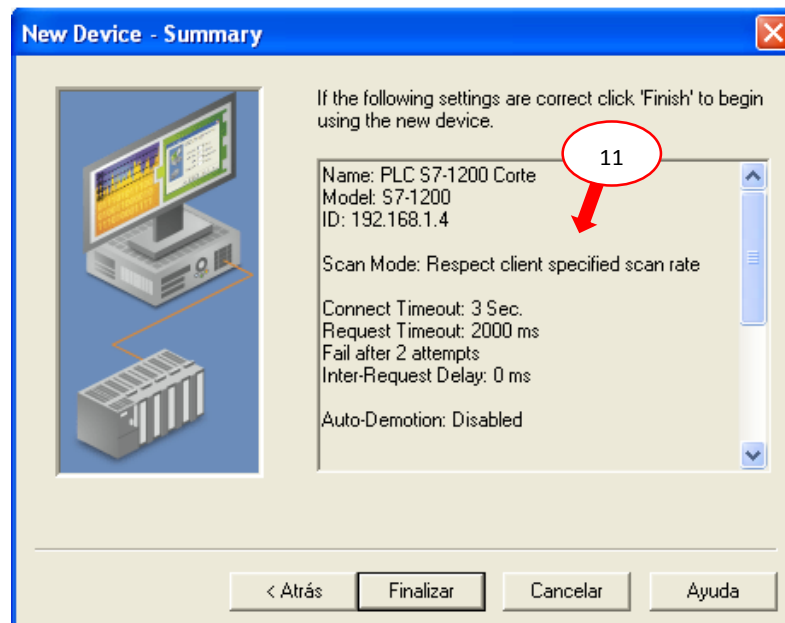 New Device - Summary
If the following settings are correct click 'Finish' to begin
using the new device.
11
Name: PLC S7-1200 Corte
Model: S7-1200
ID: 192.168.1.4
Scan Mode: Respect client specified scan rate
Connect Timeout: 3 Sec.
Request Timeout: 2000 ms
Fail after 2 attempts
Inter-Request Delay: 0 ms
Auto-Demotion: Disabled
< Atrás Finalizar Cancelar Ayuda